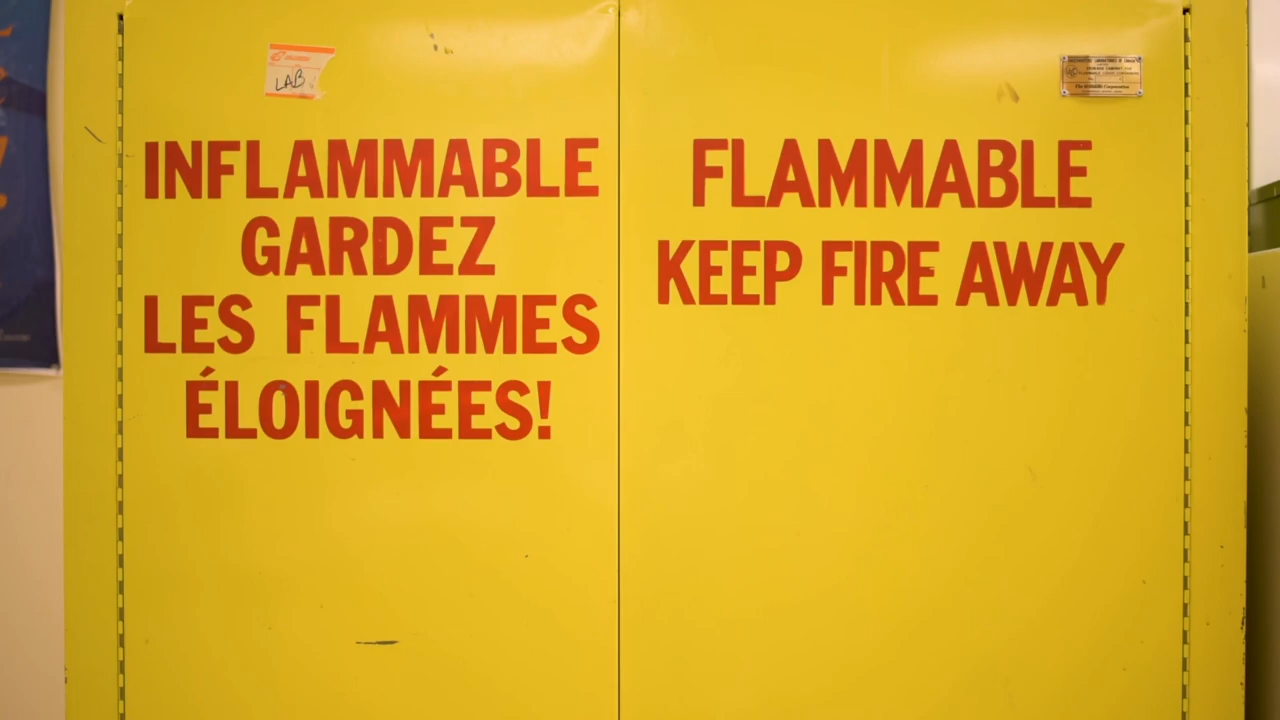 LAB
INFLAMMABLE
GARDEZ
LES FLAMMES
ÉLOIGNÉES!
FLAMMABLE
KEEP FIRE AWAY